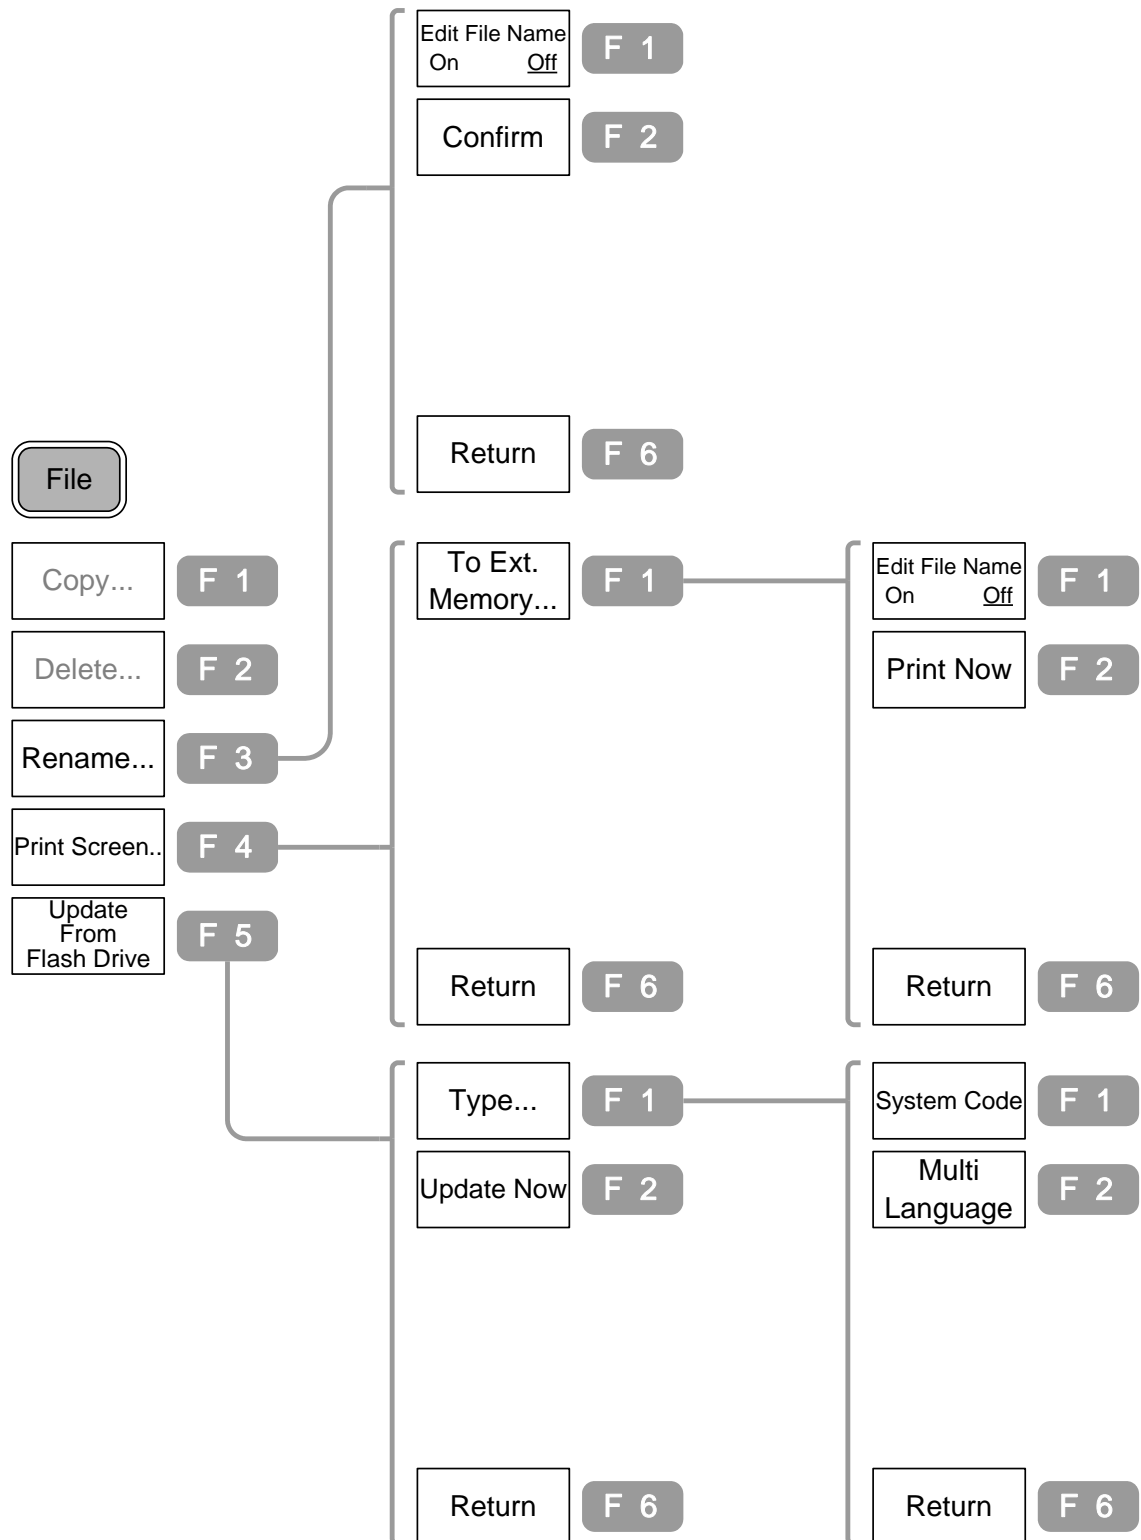 Edit File Name F 1
On Off
Confirm F 2
Return F 6
File
Copy... F 1
Delete... F 2
Rename... F 3
Print Screen.. F 4
Update
From
Flash Drive
F 5
To Ext.
Memory...
F 1
Return F 6
Edit File Name F 1
On Off
Print Now F 2
Return F 6
Type... F 1
Update Now F 2
Return F 6
System Code F 1
Multi
Language
F 2
Return F 6